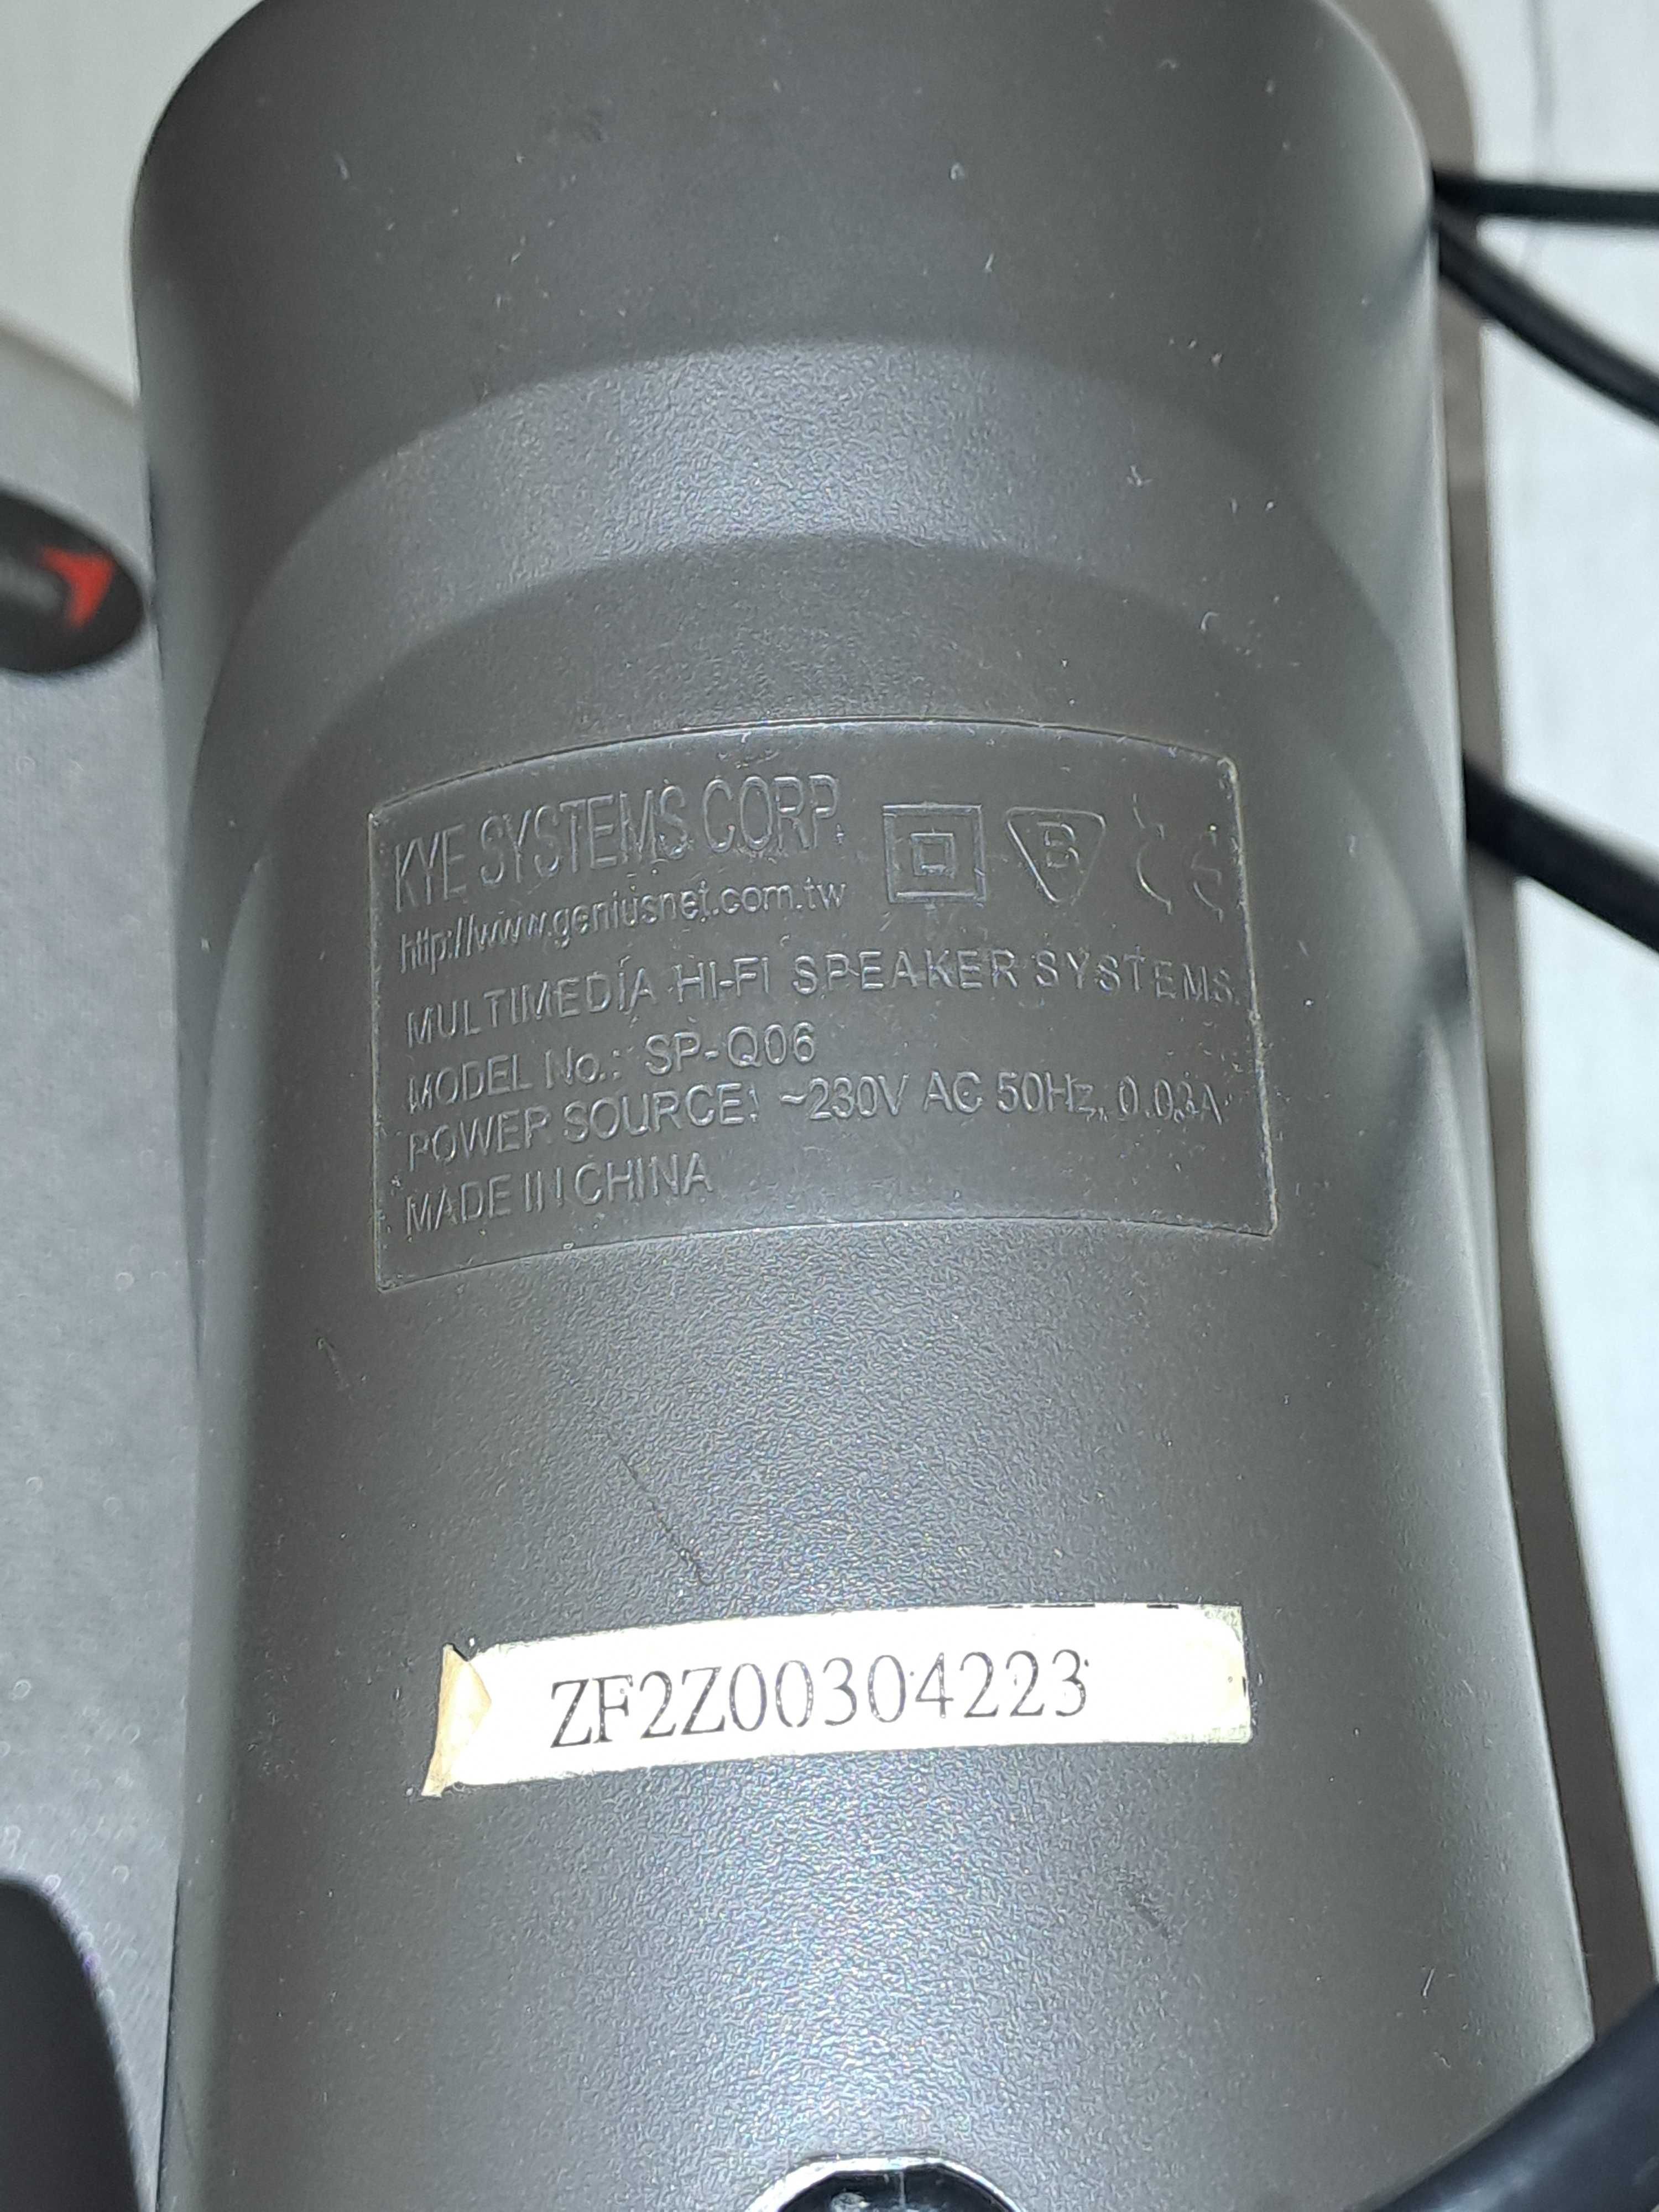 KYE SYSTEMS CORP.
http://www.geniusnet.com.tw
B CE
MULTIMEDIA HI-FI SPEAKER SYSTEMS
MODEL No.: SP-Q06
POWER SOURCE: ~230V AC 50Hz, 0.03A
MADE IN CHINA
ZF2Z00304223